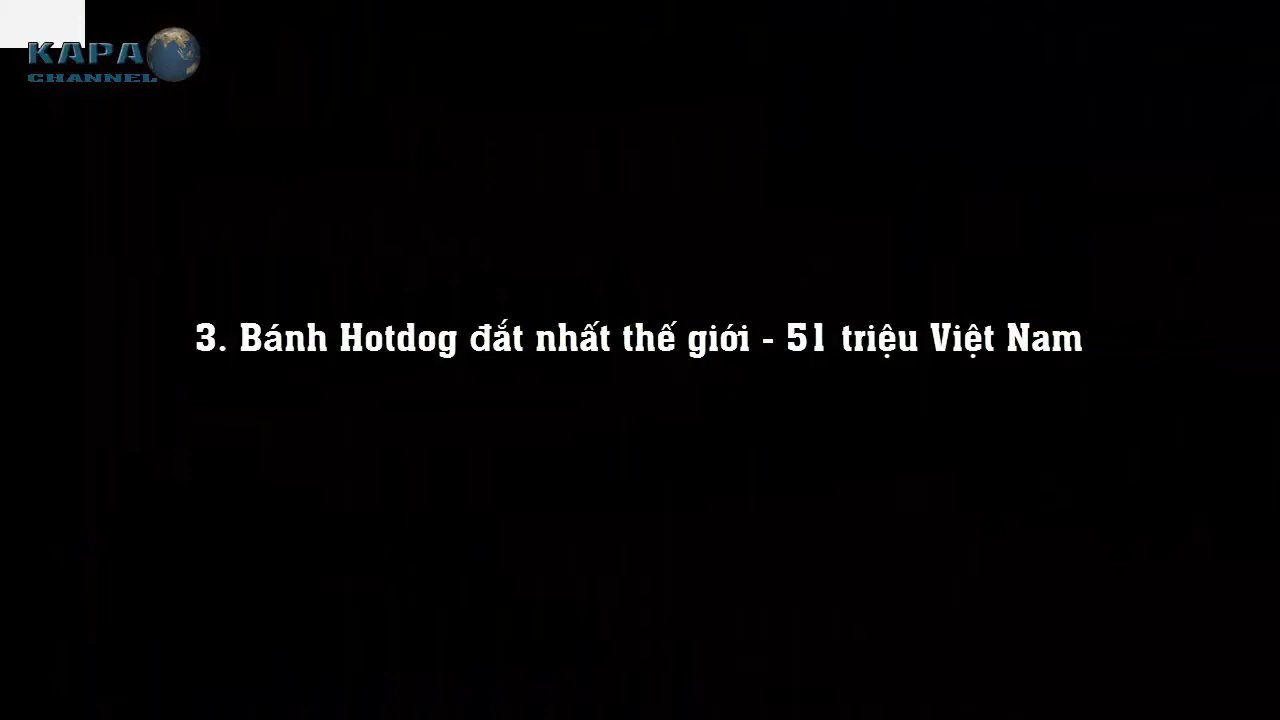 KAPA
CHANNEL
3. Bánh Hotdog đắt nhất thế giới - 51 triệu Việt Nam